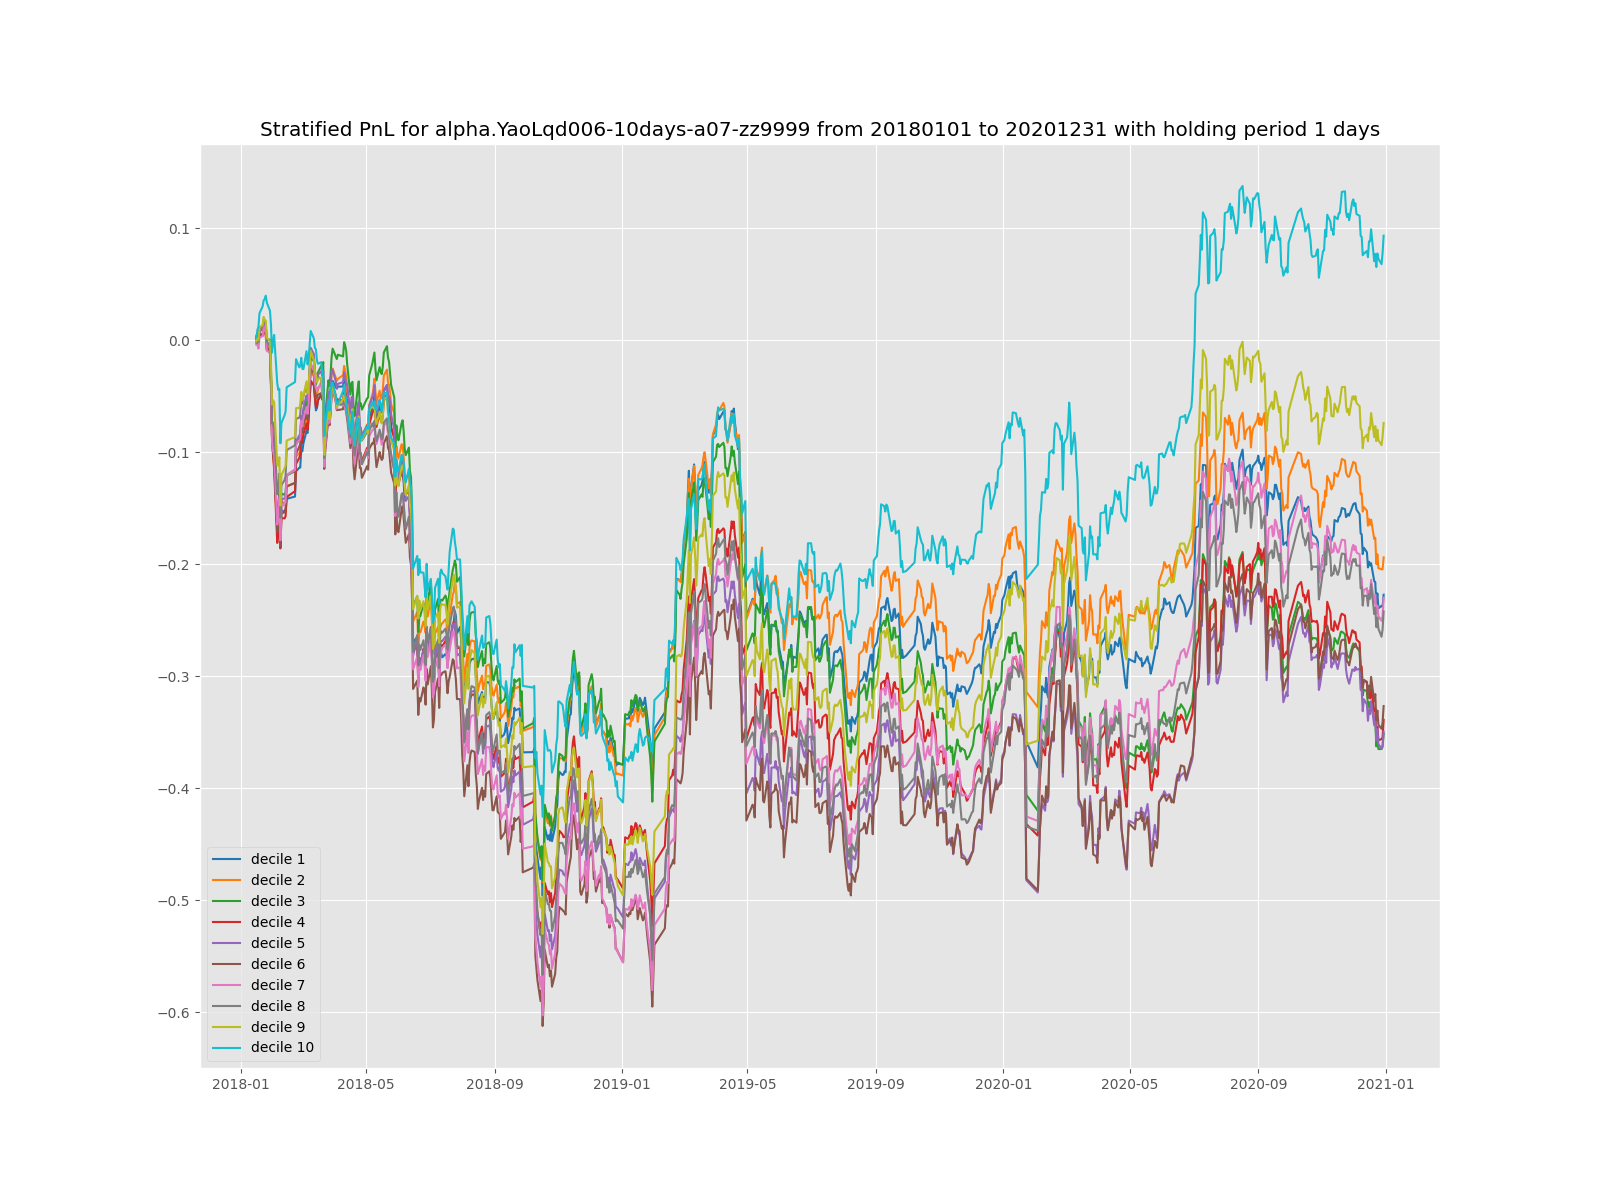 Stratified PnL for alpha.YaoLqd006-10days-a07-zz9999 from 20180101 to 20201231 with holding period 1 days
0.1
0.0
−0.1
−0.2
−0.3
−0.4
−0.5
−0.6
decile 1
decile 2
decile 3
decile 4
decile 5
decile 6
decile 7
decile 8
decile 9
decile 10
2018-01 2018-05 2018-09 2019-01 2019-05 2019-09 2020-01 2020-05 2020-09 2021-01